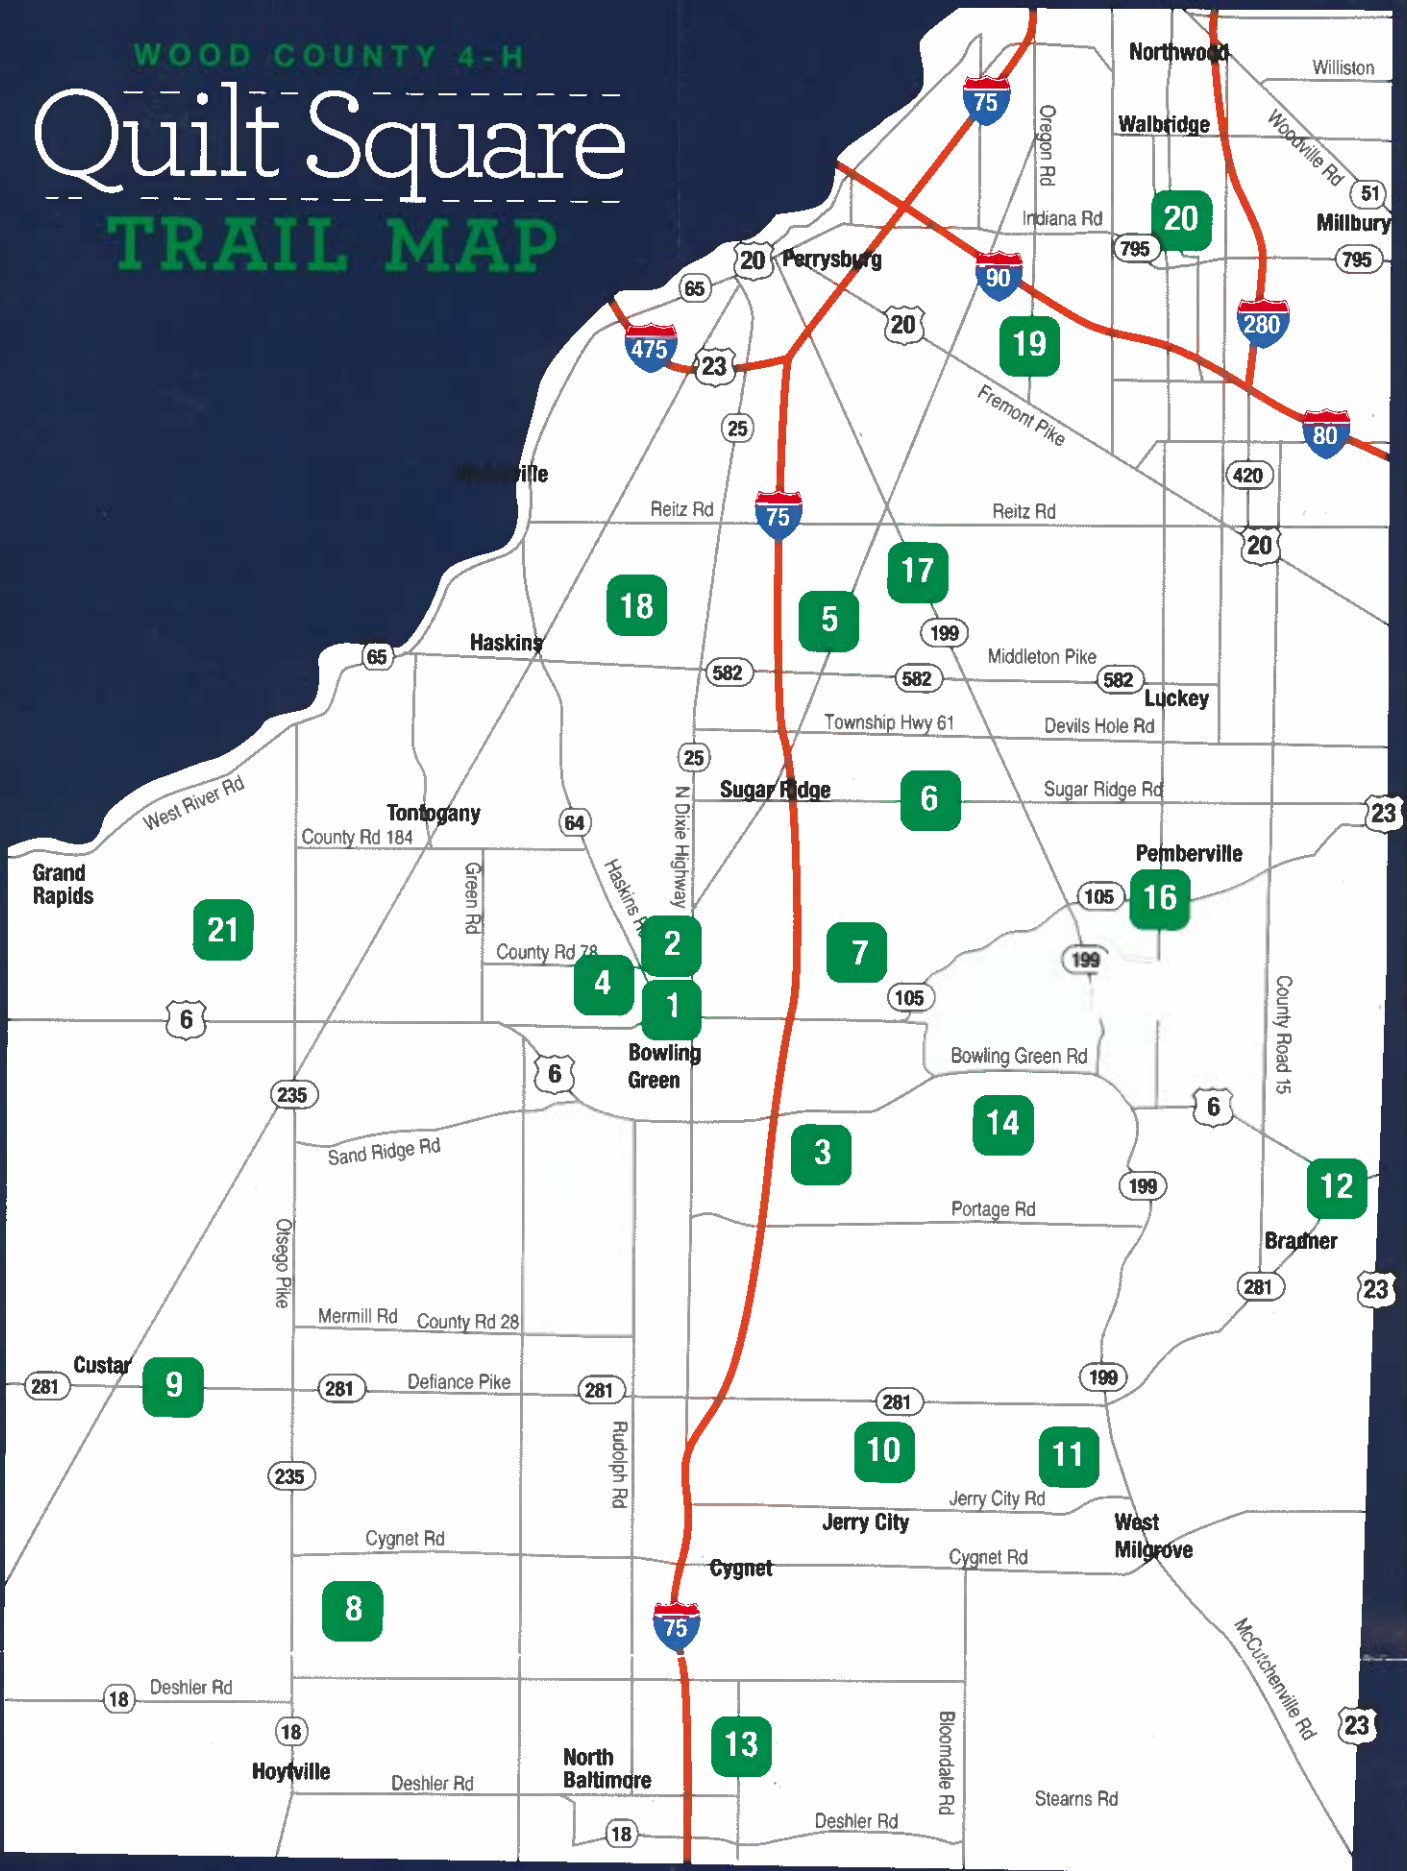 WOOD COUNTY 4-H
Quilt Square
TRAIL MAP
Northwood
Williston
75
Oregon Rd
Walbridge
Woodville Rd
51
20
Indiana Rd
Millbury
795
795
20
Perrysburg
65
90
20
280
475
23
19
Fremont Pike
25
80
420
Reitz Rd
75
Reitz Rd
20
17
18
5
199
Haskins
65
582
582
Middleton Pike
582
Luckey
Township Hwy 61
Devils Hole Rd
25
Sugar Ridge
6
Sugar Ridge Rd
23
West River Rd
N Dixie Highway
Tontogany
64
County Rd 184
Pemberville
Grand
Rapids
Green Rd
Haskins
105
16
21
2
7
County Rd 78
199
4
105
1
6
County Road 15
Bowling
Green
Bowling Green Rd
6
235
6
14
3
Sand Ridge Rd
199
12
Portage Rd
Bradner
Otsego Pike
281
23
Mermill Rd
County Rd 28
Custar
281
9
281
Defiance Pike
281
281
199
Rudolph Rd
10
11
235
Jerry City Rd
Jerry City
West
Milgrove
Cygnet Rd
Cygnet
Cygnet Rd
8
75
McCutchenville Rd
18
Deshler Rd
18
13
Bloomdale Rd
23
Hoytville
North
Baltimore
Deshler Rd
Stearns Rd
18
Deshler Rd